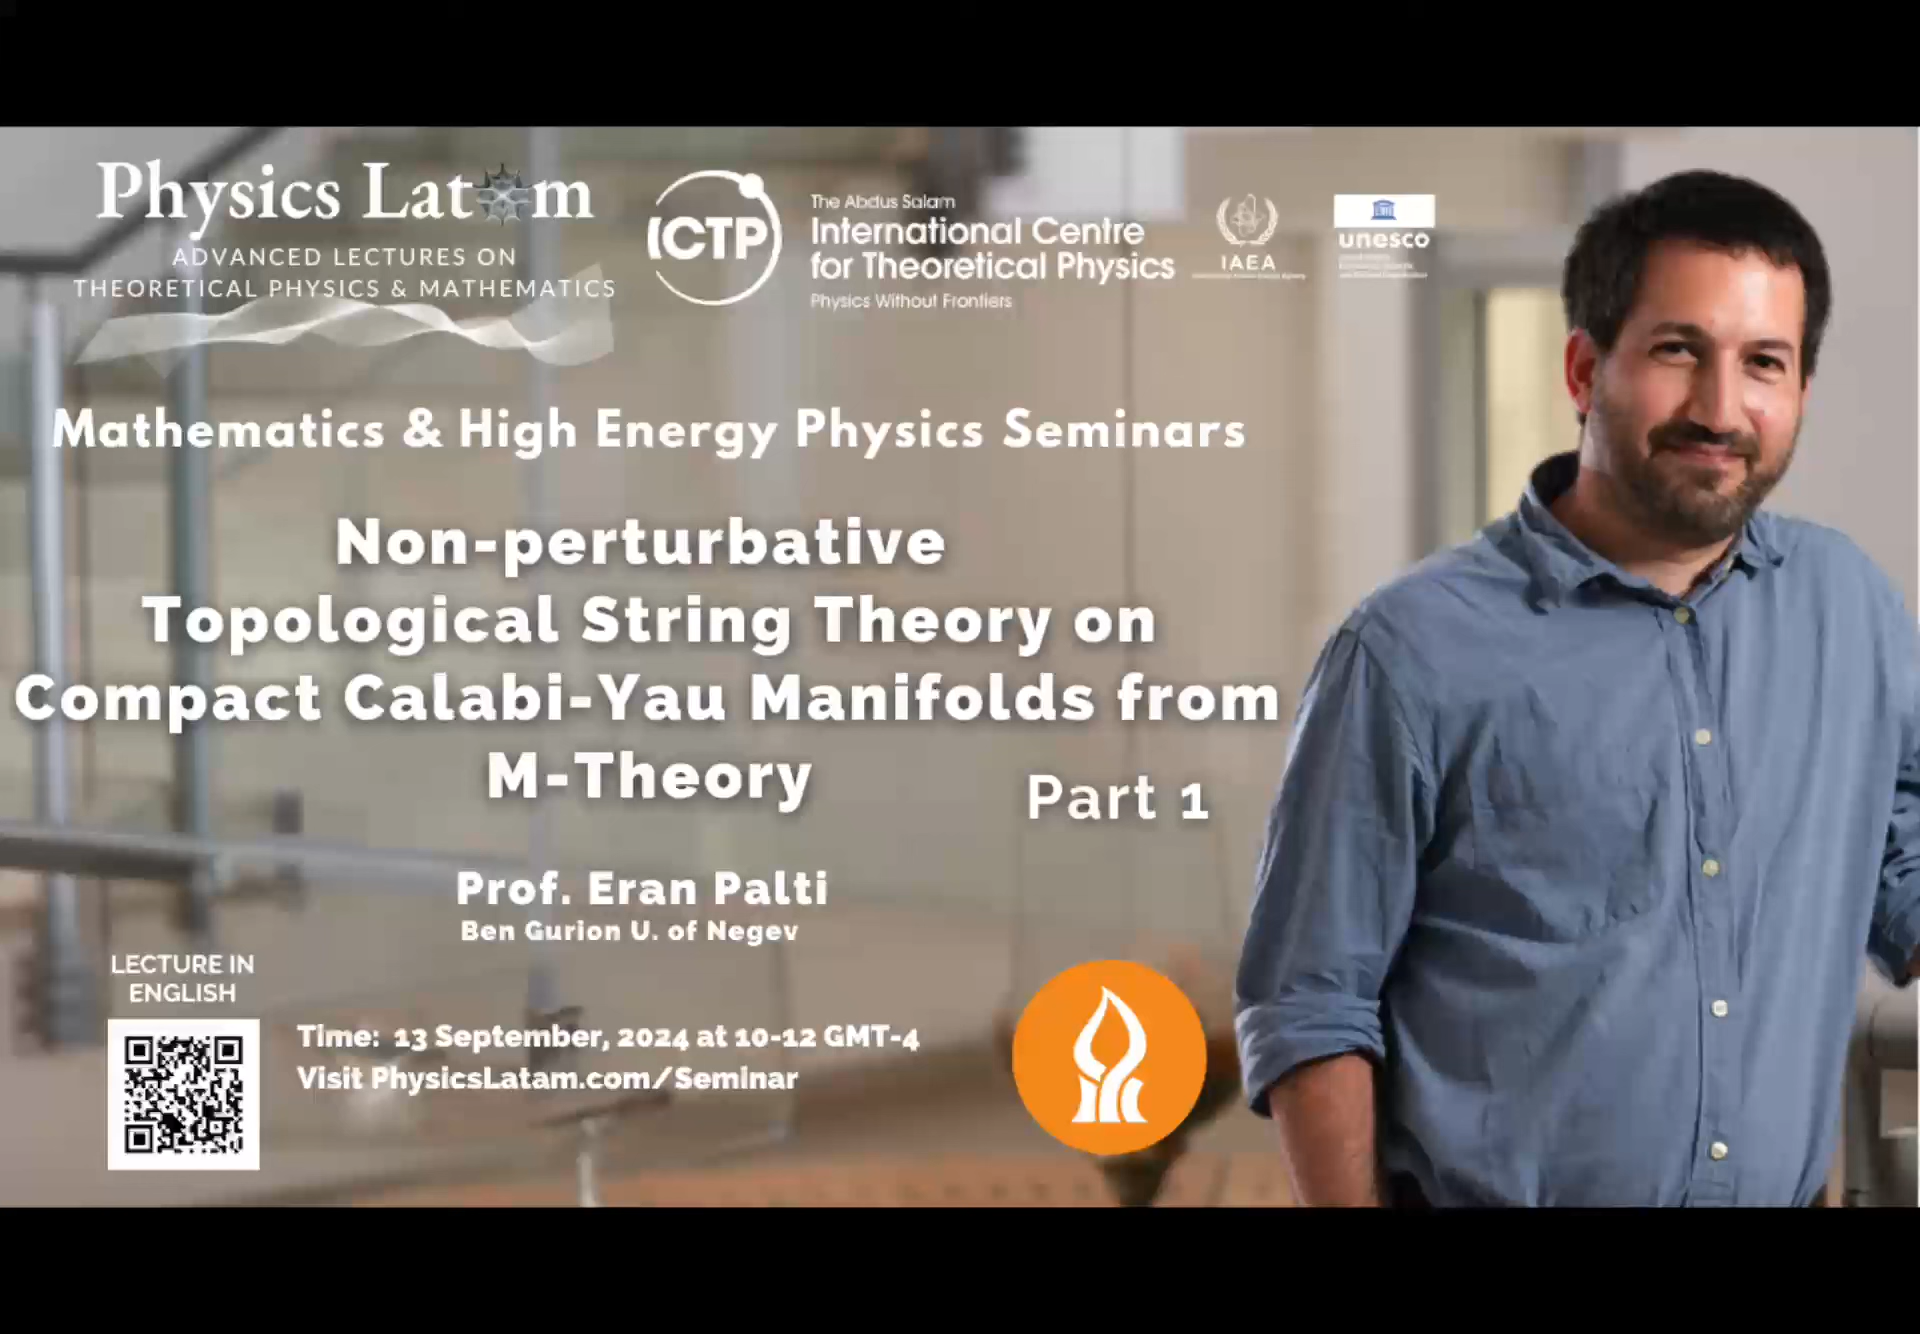 Physics Latam
ADVANCED LECTURES ON
THEORETICAL PHYSICS & MATHEMATICS
ICTP
The Abdus Salam
International Centre
for Theoretical Physics
Physics Without Frontiers
IAEA
unesco
Mathematics & High Energy Physics Seminars
Non-perturbative
Topological String Theory on
Compact Calabi-Yau Manifolds from
M-Theory
Part 1
Prof. Eran Palti
Ben Gurion U. of Negev
LECTURE IN
ENGLISH
Time: 13 September, 2024 at 10-12 GMT-4
Visit PhysicsLatam.com/Seminar